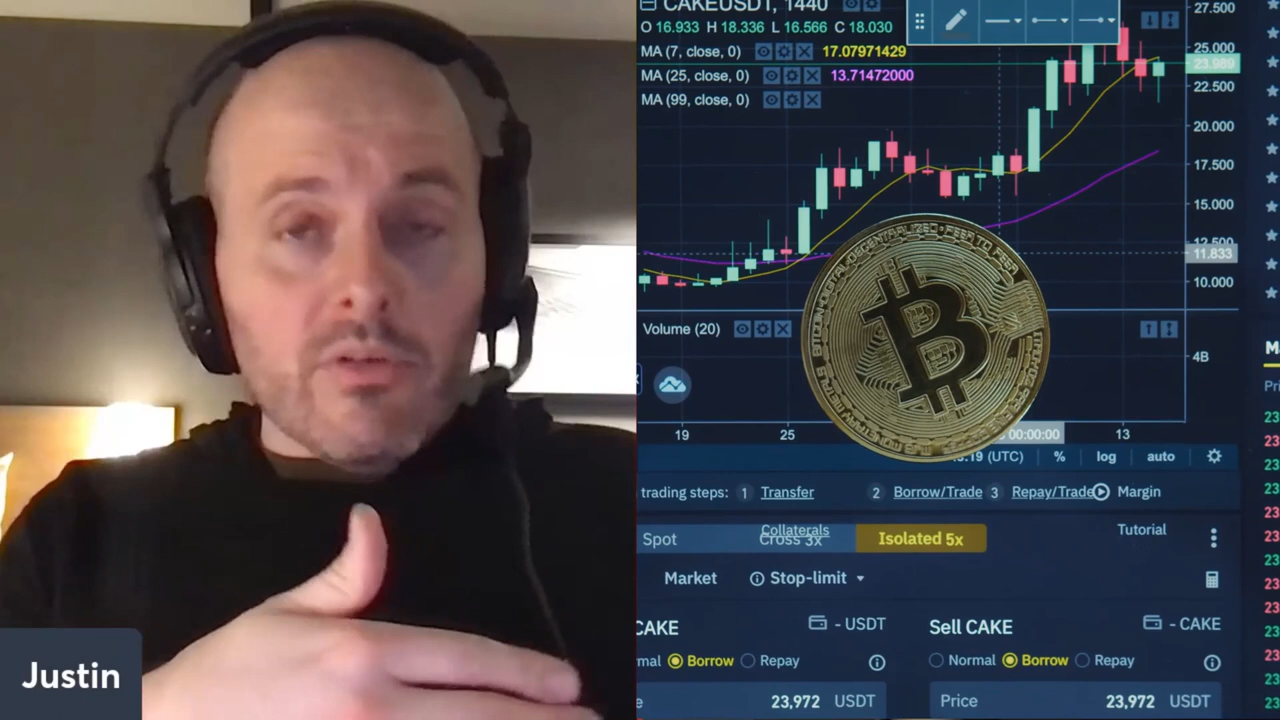 Justin
CAKEUSDT, 1440
O 16.933 H 18.336 L 16.566 C 18.030
MA (7, close, 0) 17.07971429
MA (25, close, 0) 13.71472000
MA (99, close, 0)
27.500
25.000
23.989
22.500
20.000
17.500
15.000
12.500
11.833
10.000
Volume (20)
4B
19 25 00:00:00 13
(UTC) % log auto
trading steps: 1 Transfer 2 Borrow/Trade 3 Repay/Trade Margin
Tutorial
Collaterals
Spot Cross 3x Isolated 5x
Market Stop-limit
CAKE - USDT Sell CAKE - CAKE
Borrow Repay Normal Borrow Repay
23,972 USDT Price 23,972 USDT